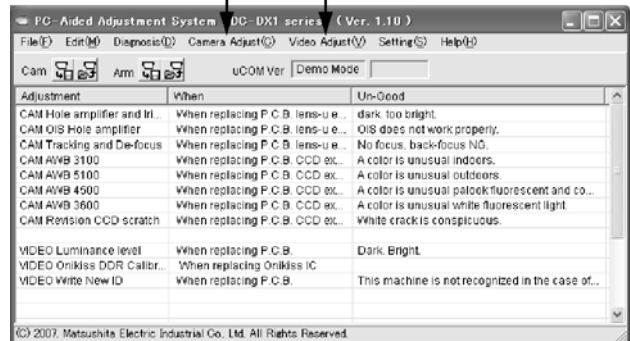 PC-Aided Adjustment System DC-DX1 series (Ver. 1.10 )
File(F) Edit(M) Diagnosis(D) Camera Adjust(C) Video Adjust(V) Setting(S) Help(H)
Cam Arm uCOM Ver Demo Mode
Adjustment When Un-Good
CAM Hole amplifier and Iri... When replacing P.C.B. lens-u e... dark. too bright.
CAM OIS Hole amplifier When replacing P.C.B. lens-u e... OIS does not work properly.
CAM Tracking and De-focus When replacing P.C.B. lens-u e... No focus. back-focus NG.
CAM AWB 3100 When replacing P.C.B. CCD ex... A color is unusual indoors.
CAM AWB 5100 When replacing P.C.B. CCD ex... A color is unusual outdoors.
CAM AWB 4500 When replacing P.C.B. CCD ex... A color is unusual palook fluorescent and co...
CAM AWB 3600 When replacing P.C.B. CCD ex... A color is unusual white fluorescent light.
CAM Revision CCD scratch When replacing P.C.B. CCD ex... White crack is conspicuous.
VIDEO Luminance level When replacing P.C.B. Dark. Bright.
VIDEO Onikiss DDR Calibr... When replacing Onikiss IC
VIDEO Write New ID When replacing P.C.B. This machine is not recognized in the case of...
(C) 2007. Matsushita Electric Industrial Co., Ltd. All Rights Reserved.